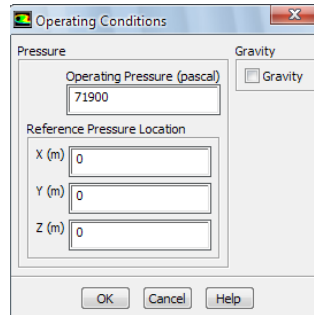 Operating Conditions
Pressure
Operating Pressure (pascal)
71900
Reference Pressure Location
X (m) 0
Y (m) 0
Z (m) 0
Gravity
Gravity
OK Cancel Help